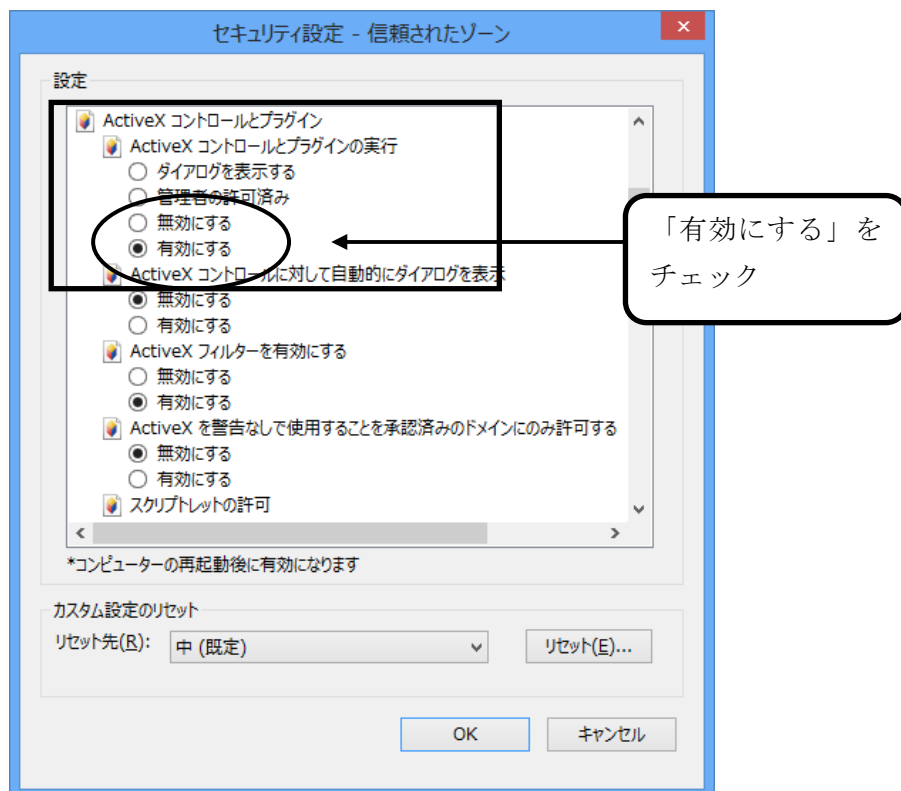 セキュリティ設定 - 信頼されたゾーン
設定
ActiveX コントロールとプラグイン
ActiveX コントロールとプラグインの実行
ダイアログを表示する
管理者の許可済み
無効にする
有効にする
ActiveX コントロールに対して自動的にダイアログを表示
無効にする
有効にする
ActiveX フィルターを有効にする
無効にする
有効にする
ActiveX を警告なしで使用することを承認済みのドメインにのみ許可する
無効にする
有効にする
スクリプトレットの許可
*コンピューターの再起動後に有効になります
カスタム設定のリセット
リセット先(R): 中 (既定) リセット(E)...
OK キャンセル
「有効にする」を
チェック